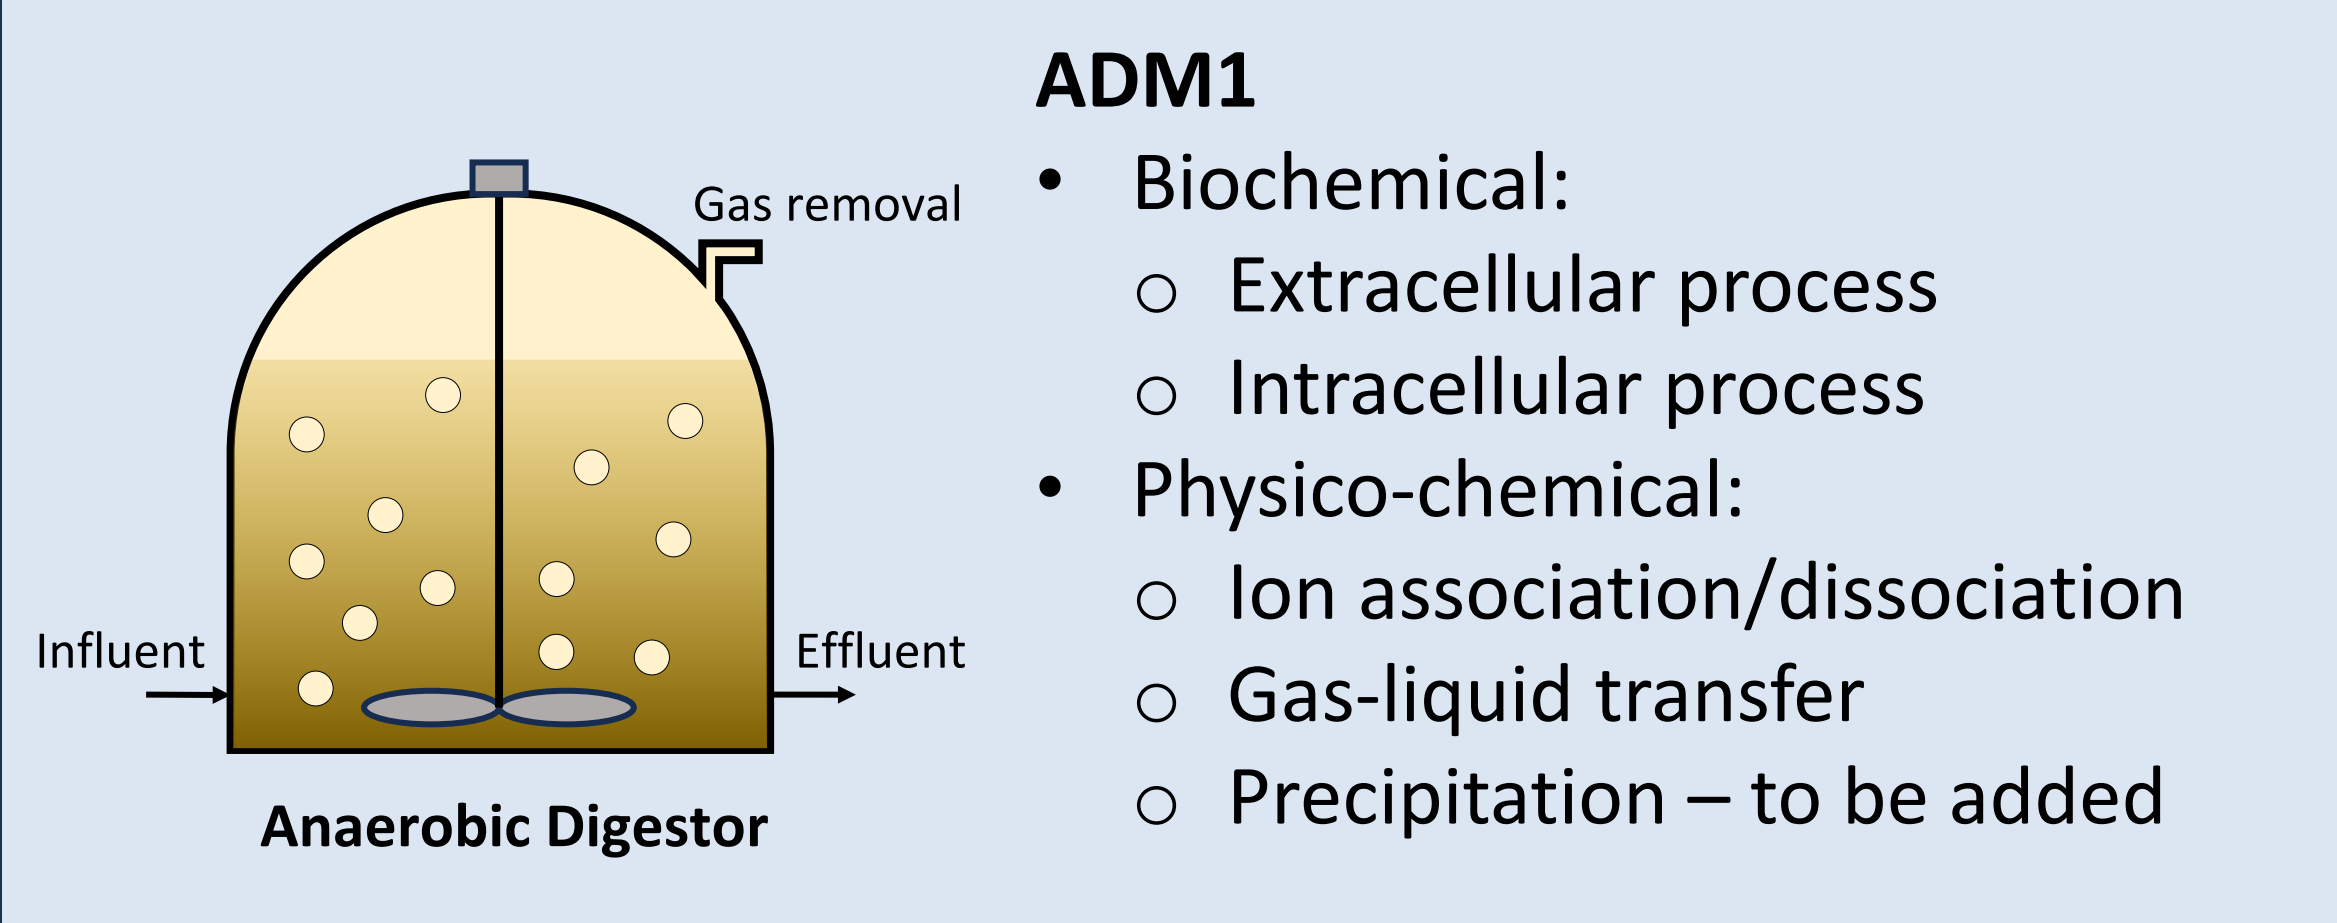 Gas removal
Influent
Effluent
Anaerobic Digestor
ADM1
• Biochemical:
o Extracellular process
o Intracellular process
• Physico-chemical:
o Ion association/dissociation
o Gas-liquid transfer
o Precipitation – to be added